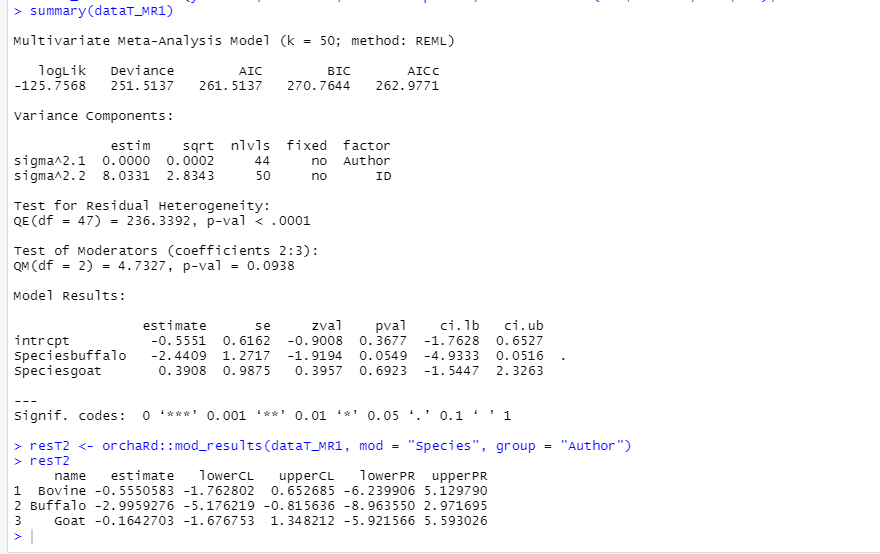 > summary(dataT_MR1)
Multivariate Meta-Analysis Model (k = 50; method: REML)
logLik Deviance AIC BIC AICc
-125.7568 251.5137 261.5137 270.7644 262.9771
Variance Components:
estim sqrt nlvls fixed factor
sigma^2.1 0.0000 0.0002 44 no Author
sigma^2.2 8.0331 2.8343 50 no ID
Test for Residual Heterogeneity:
QE(df = 47) = 236.3392, p-val < .0001
Test of Moderators (coefficients 2:3):
QM(df = 2) = 4.7327, p-val = 0.0938
Model Results:
estimate se zval pval ci.lb ci.ub
intrcpt -0.5551 0.6162 -0.9008 0.3677 -1.7628 0.6527
Speciesbuffalo -2.4409 1.2717 -1.9194 0.0549 -4.9333 0.0516 .
Speciesgoat 0.3908 0.9875 0.3957 0.6923 -1.5447 2.3263
---
Signif. codes: 0 ‘***’ 0.001 ‘**’ 0.01 ‘*’ 0.05 ‘.’ 0.1 ‘ ’ 1
> resT2 <- orchaRd::mod_results(dataT_MR1, mod = "Species", group = "Author")
> resT2
name estimate lowerCL upperCL lowerPR upperPR
1 Bovine -0.5550583 -1.762802 0.652685 -6.239906 5.129790
2 Buffalo -2.9959276 -5.176219 -0.815636 -8.963550 2.971695
3 Goat -0.1642703 -1.676753 1.348212 -5.921566 5.593026
>